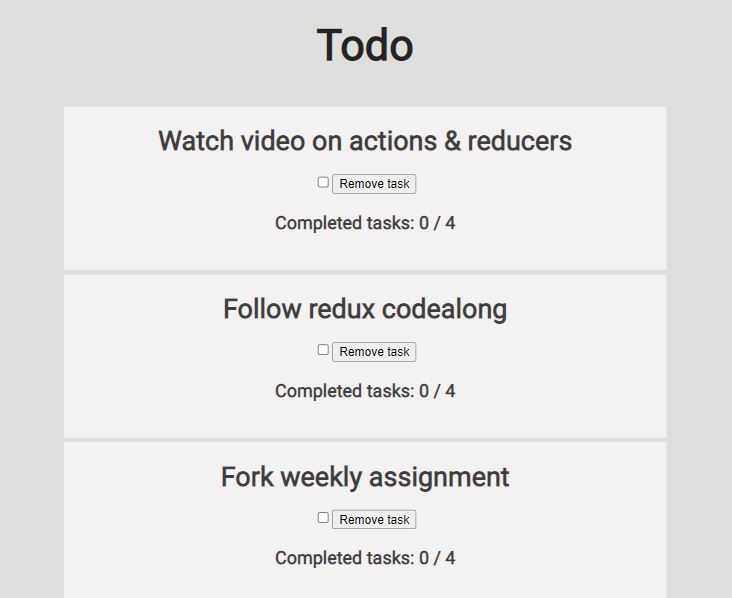 Todo
Watch video on actions & reducers
Remove task
Completed tasks: 0 / 4
Follow redux codealong
Remove task
Completed tasks: 0 / 4
Fork weekly assignment
Remove task
Completed tasks: 0 / 4